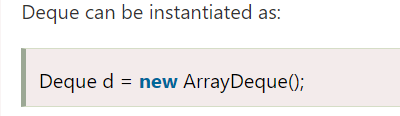 Deque can be instantiated as:
Deque d = new ArrayDeque();